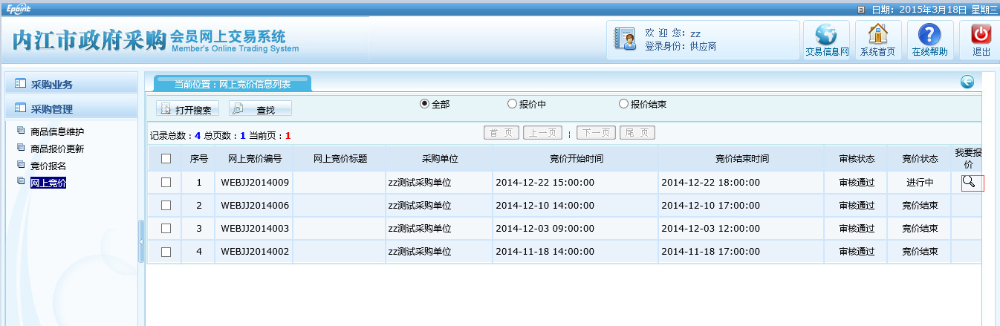 Epoint
日期：2015年3月18日 星期三
内江市政府采购 会员网上交易系统
Member's Online Trading System
欢 迎 您：zz
登录身份：供应商
交易信息网 系统首页 在线帮助 退出
采购业务
采购管理
商品信息维护
商品报价更新
竞价报名
网上竞价
当前位置：网上竞价信息列表
打开搜索 查找 全部 报价中 报价结束
记录总数：4 总页数：1 当前页：1 首 页 上一页 ¦ 下一页 尾 页
序号 网上竞价编号 网上竞价标题 采购单位 竞价开始时间 竞价结束时间 审核状态 竞价状态 我要报
价
1 WEBJJ2014009 zz测试采购单位 2014-12-22 15:00:00 2014-12-22 18:00:00 审核通过 进行中
2 WEBJJ2014006 zz测试采购单位 2014-12-10 14:00:00 2014-12-10 17:00:00 审核通过 竞价结束
3 WEBJJ2014003 zz测试采购单位 2014-12-03 09:00:00 2014-12-03 12:00:00 审核通过 竞价结束
4 WEBJJ2014002 zz测试采购单位 2014-11-18 14:00:00 2014-11-18 17:00:00 审核通过 竞价结束